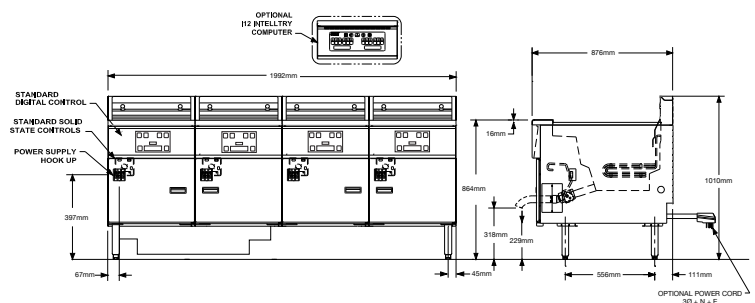 OPTIONAL
I12 INTELLTRY
COMPUTER
1992mm
876mm
STANDARD
DIGITAL CONTROL
STANDARD SOLID
STATE CONTROLS
POWER SUPPLY
HOOK UP
16mm
864mm
1010mm
397mm
318mm
229mm
67mm
45mm
556mm
111mm
OPTIONAL POWER CORD
3Ø + N + E